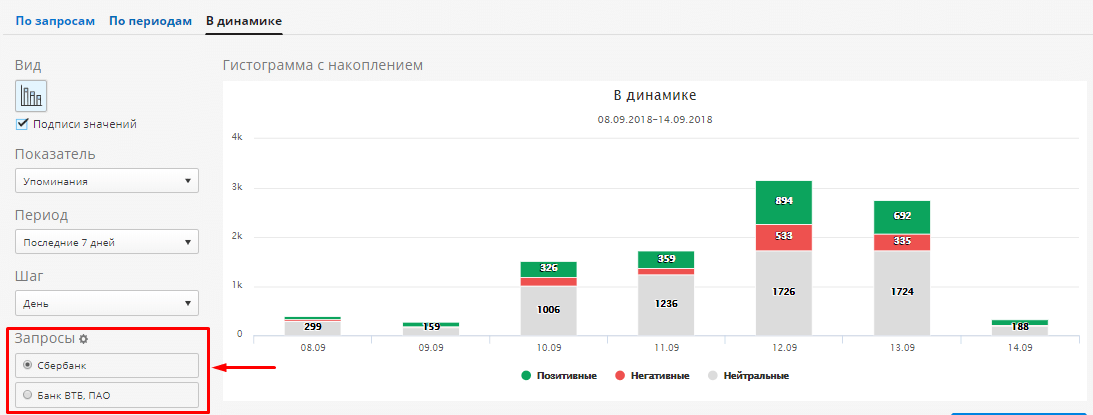 По запросам По периодам В динамике
Вид
Подписи значений
Показатель
Упоминания
Период
Последние 7 дней
Шаг
День
Запросы
Сбербанк
Банк ВТБ, ПАО
Гистограмма с накоплением
В динамике
08.09.2018–14.09.2018
4k
3k
2k
1k
0
894
692
533
335
326
359
1006
1236
1726
1724
299
159
188
08.09 09.09 10.09 11.09 12.09 13.09 14.09
Позитивные Негативные Нейтральные